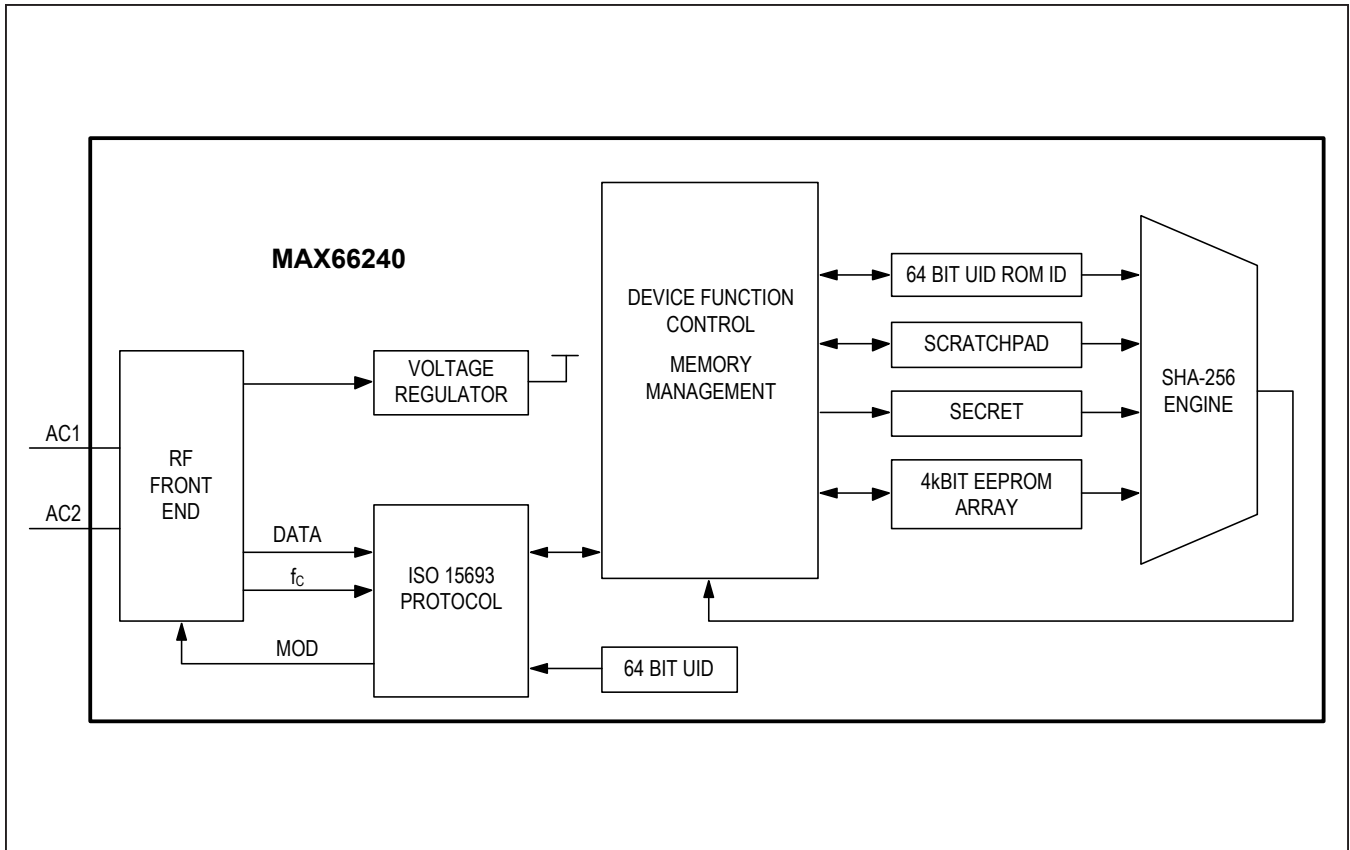 MAX66240
AC1
AC2
RF
FRONT
END
VOLTAGE
REGULATOR
DATA
fC
MOD
ISO 15693
PROTOCOL
64 BIT UID
DEVICE FUNCTION
CONTROL
MEMORY
MANAGEMENT
64 BIT UID ROM ID
SCRATCHPAD
SECRET
4kBIT EEPROM
ARRAY
SHA-256
ENGINE